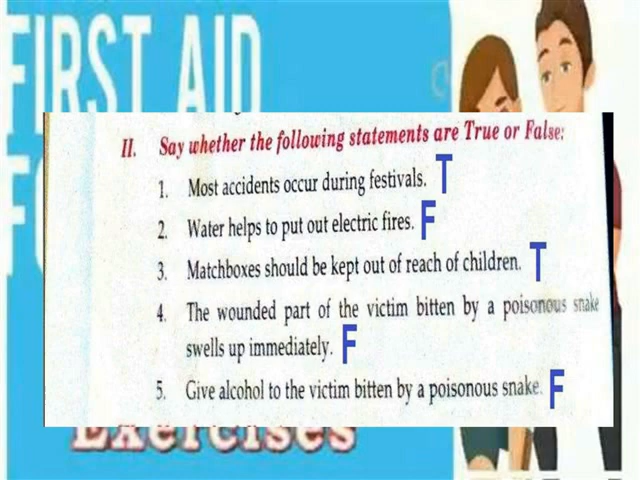 FIRST AID
II. Say whether the following statements are True or False:
1. Most accidents occur during festivals. T
2. Water helps to put out electric fires. F
3. Matchboxes should be kept out of reach of children. T
4. The wounded part of the victim bitten by a poisonous snake
swells up immediately. F
5. Give alcohol to the victim bitten by a poisonous snake. F
Exercises